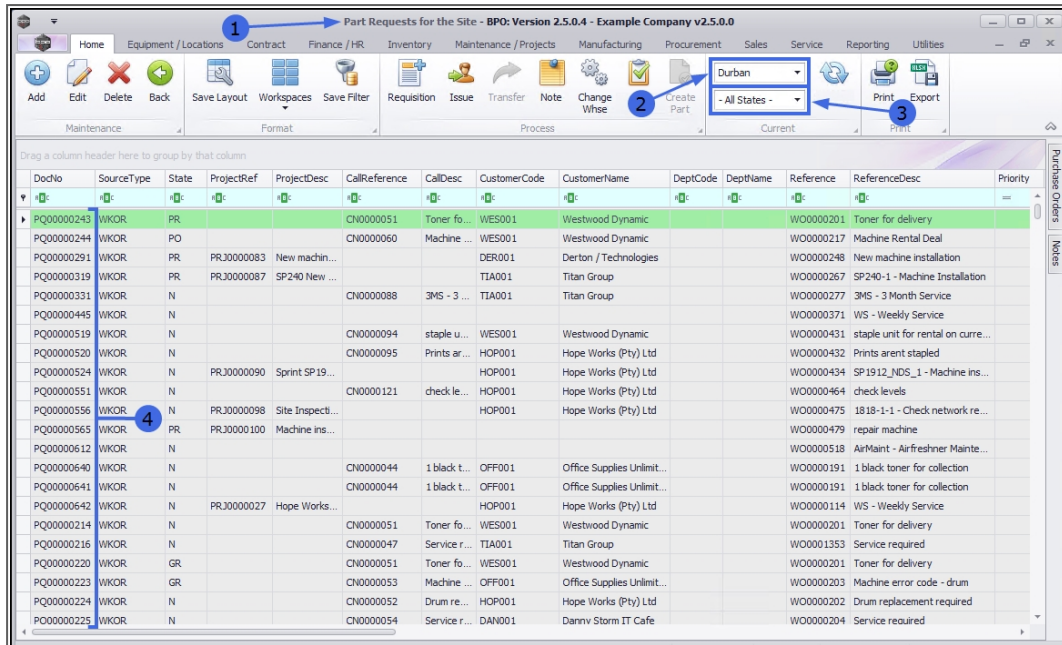 Part Requests for the Site - BPO: Version 2.5.0.4 - Example Company v2.5.0.0
1
Home Equipment / Locations Contract Finance / HR Inventory Maintenance / Projects Manufacturing Procurement Sales Service Reporting Utilities
Add Edit Delete Back Save Layout Workspaces Save Filter Requisition Issue Transfer Note Change Whse Create Part Durban - All States - Print Export
2
3
Maintenance Format Process Current Print
Drag a column header here to group by that column
DocNo SourceType State ProjectRef ProjectDesc CallReference CallDesc CustomerCode CustomerName DeptCode DeptName Reference ReferenceDesc Priority
PQ00000243 WKOR PR CN0000051 Toner fo... WES001 Westwood Dynamic WO0000201 Toner for delivery
PQ00000244 WKOR PO CN0000060 Machine ... WES001 Westwood Dynamic WO0000217 Machine Rental Deal
PQ00000291 WKOR PR PRJ0000083 New machin... DER001 Derton / Technologies WO0000248 New machine installation
PQ00000319 WKOR PR PRJ0000087 SP240 New ... TIA001 Titan Group WO0000267 SP240-1 - Machine Installation
PQ00000331 WKOR N CN0000088 3MS - 3 ... TIA001 Titan Group WO0000277 3MS - 3 Month Service
PQ00000445 WKOR N WO0000371 WS - Weekly Service
PQ00000519 WKOR N CN0000094 staple u... WES001 Westwood Dynamic WO0000431 staple unit for rental on curre...
PQ00000520 WKOR N CN0000095 Prints ar... HOP001 Hope Works (Pty) Ltd WO0000432 Prints arent stapled
PQ00000524 WKOR N PRJ0000090 Sprint SP19... HOP001 Hope Works (Pty) Ltd WO0000434 SP1912_NDS_1 - Machine ins...
PQ00000551 WKOR N CN0000121 check le... HOP001 Hope Works (Pty) Ltd WO0000464 check levels
PQ00000556 WKOR N PRJ0000098 Site Inspecti... HOP001 Hope Works (Pty) Ltd WO0000475 1818-1-1 - Check network re...
4
PQ00000565 WKOR PR PRJ0000100 Machine ins... WO0000479 repair machine
PQ00000612 WKOR N WO0000518 AirMaint - Airfreshner Mainte...
PQ00000640 WKOR N CN0000044 1 black t... OFF001 Office Supplies Unlimit... WO0000191 1 black toner for collection
PQ00000641 WKOR N CN0000044 1 black t... OFF001 Office Supplies Unlimit... WO0000191 1 black toner for collection
PQ00000642 WKOR N PRJ0000027 Hope Works... HOP001 Hope Works (Pty) Ltd WO0000114 WS - Weekly Service
PQ00000214 WKOR N CN0000051 Toner fo... WES001 Westwood Dynamic WO0000201 Toner for delivery
PQ00000216 WKOR N CN0000047 Service r... TIA001 Titan Group WO0001353 Service required
PQ00000220 WKOR GR CN0000051 Toner fo... WES001 Westwood Dynamic WO0000201 Toner for delivery
PQ00000223 WKOR GR CN0000053 Machine ... OFF001 Office Supplies Unlimit... WO0000203 Machine error code - drum
PQ00000224 WKOR N CN0000052 Drum re... HOP001 Hope Works (Pty) Ltd WO0000202 Drum replacement required
PQ00000225 WKOR N CN0000054 Service r... DAN001 Danny Storm IT Cafe WO0000204 Service required
Purchase Orders
Notes